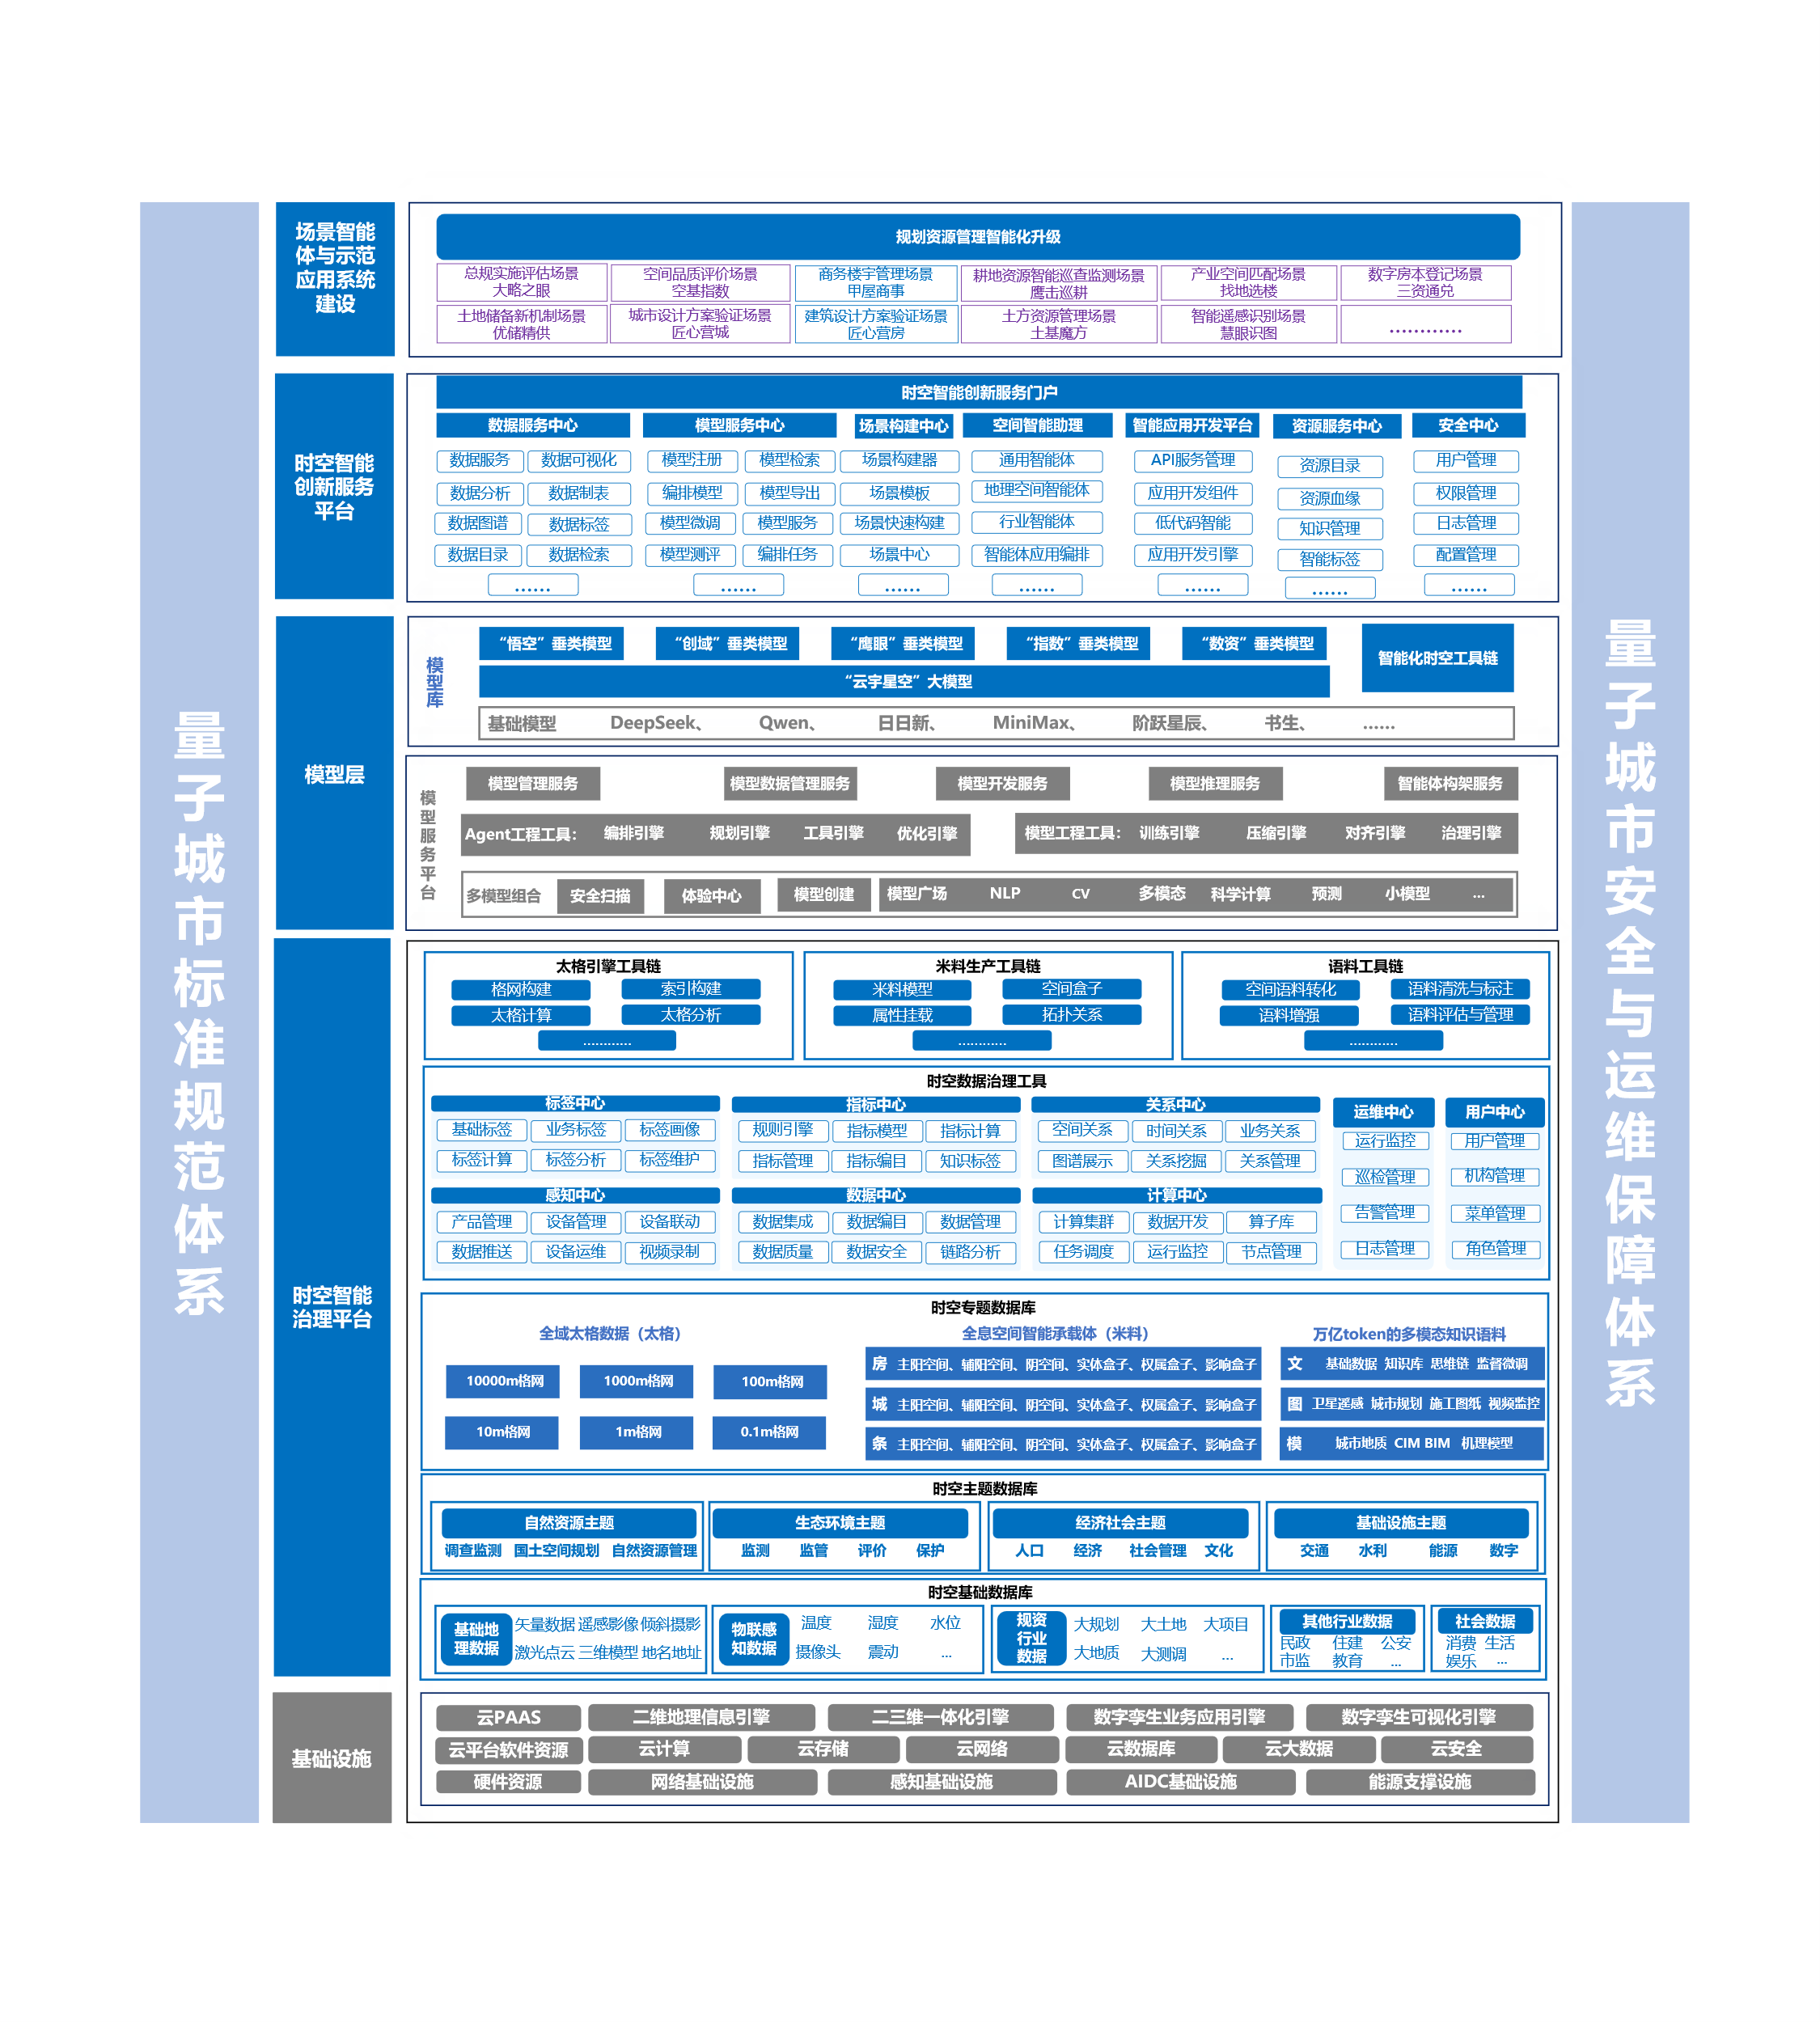 量子城市标准规范体系
场景智能
体与示范
应用系统
建设
规划资源管理智能化升级
总规实施评估场景
大略之眼
空间品质评价场景
空基指数
商务楼宇管理场景
甲屋商事
耕地资源智能巡查监测场景
鹰击巡耕
产业空间匹配场景
找地选楼
数字房本登记场景
三资通兑
土地储备新机制场景
优储精供
城市设计方案验证场景
匠心营城
建筑设计方案验证场景
匠心营房
土方资源管理场景
土基魔方
智能遥感识别场景
慧眼识图
…………
时空智能
创新服务
平台
时空智能创新服务门户
数据服务中心
数据服务 数据可视化
数据分析 数据制表
数据图谱 数据标签
数据目录 数据检索
……
模型服务中心
模型注册 模型检索
编排模型 模型导出
模型微调 模型服务
模型测评 编排任务
……
场景构建中心
场景构建器
场景模板
场景快速构建
场景中心
……
空间智能助理
通用智能体
地理空间智能体
行业智能体
智能体应用编排
……
智能应用开发平台
API服务管理
应用开发组件
低代码智能
应用开发引擎
……
资源服务中心
资源目录
资源血缘
知识管理
智能标签
……
安全中心
用户管理
权限管理
日志管理
配置管理
……
模型层
模型库
“悟空”垂类模型 “创域”垂类模型 “鹰眼”垂类模型 “指数”垂类模型 “数资”垂类模型
智能化时空工具链
“云宇星空”大模型
基础模型 DeepSeek、 Qwen、 日日新、 MiniMax、 阶跃星辰、 书生、 ……
模型服务平台
模型管理服务 模型数据管理服务 模型开发服务 模型推理服务 智能体构架服务
Agent工程工具： 编排引擎 规划引擎 工具引擎 优化引擎
模型工程工具： 训练引擎 压缩引擎 对齐引擎 治理引擎
多模型组合 安全扫描 体验中心 模型创建 模型广场 NLP CV 多模态 科学计算 预测 小模型 ...
时空智能
治理平台
太格引擎工具链
格网构建 索引构建
太格计算 太格分析
…………
米料生产工具链
米料模型 空间盒子
属性挂载 拓扑关系
…………
语料工具链
空间语料转化 语料清洗与标注
语料增强 语料评估与管理
…………
时空数据治理工具
标签中心
基础标签 业务标签 标签画像
标签计算 标签分析 标签维护
指标中心
规则引擎 指标模型 指标计算
指标管理 指标编目 知识标签
关系中心
空间关系 时间关系 业务关系
图谱展示 关系挖掘 关系管理
感知中心
产品管理 设备管理 设备联动
数据推送 设备运维 视频录制
数据中心
数据集成 数据编目 数据管理
数据质量 数据安全 链路分析
计算中心
计算集群 数据开发 算子库
任务调度 运行监控 节点管理
运维中心
运行监控
巡检管理
告警管理
日志管理
用户中心
用户管理
机构管理
菜单管理
角色管理
时空专题数据库
全域太格数据（太格）
10000m格网 1000m格网 100m格网
10m格网 1m格网 0.1m格网
全息空间智能承载体（米料）
房 主阳空间、辅阳空间、阴空间、实体盒子、权属盒子、影响盒子
城 主阳空间、辅阳空间、阴空间、实体盒子、权属盒子、影响盒子
条 主阳空间、辅阳空间、阴空间、实体盒子、权属盒子、影响盒子
万亿token的多模态知识语料
文 基础数据 知识库 思维链 监督微调
图 卫星遥感 城市规划 施工图纸 视频监控
模 城市地质 CIM BIM 机理模型
时空主题数据库
自然资源主题
调查监测 国土空间规划 自然资源管理
生态环境主题
监测 监管 评价 保护
经济社会主题
人口 经济 社会管理 文化
基础设施主题
交通 水利 能源 数字
时空基础数据库
基础地
理数据
矢量数据 遥感影像 倾斜摄影
激光点云 三维模型 地名地址
物联感
知数据
温度 湿度 水位
摄像头 震动 ...
规资
行业
数据
大规划 大土地 大项目
大地质 大测调 ...
其他行业数据
民政 住建 公安
市监 教育 ...
社会数据
消费 生活
娱乐 ...
基础设施
云PAAS 二维地理信息引擎 二三维一体化引擎 数字孪生业务应用引擎 数字孪生可视化引擎
云平台软件资源 云计算 云存储 云网络 云数据库 云大数据 云安全
硬件资源 网络基础设施 感知基础设施 AIDC基础设施 能源支撑设施
量子城市安全与运维保障体系